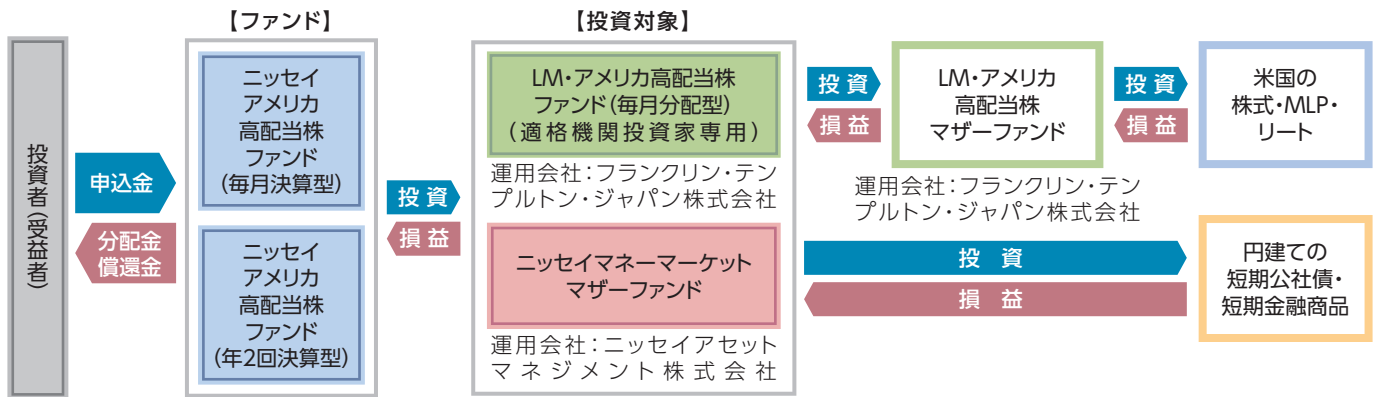 【ファンド】
【投資対象】
投資者（受益者）
申込金
分配金
償還金
ニッセイ
アメリカ
高配当株
ファンド
（毎月決算型）
ニッセイ
アメリカ
高配当株
ファンド
（年2回決算型）
投資
損益
LM・アメリカ高配当株
ファンド（毎月分配型）
（適格機関投資家専用）
運用会社：フランクリン・テン
プルトン・ジャパン株式会社
ニッセイマネーマーケット
マザーファンド
運用会社：ニッセイアセット
マネジメント株式会社
投資
損益
LM・アメリカ
高配当株
マザーファンド
運用会社：フランクリン・テン
プルトン・ジャパン株式会社
投資
損益
米国の
株式・MLP・
リート
投資
損益
円建ての
短期公社債・
短期金融商品